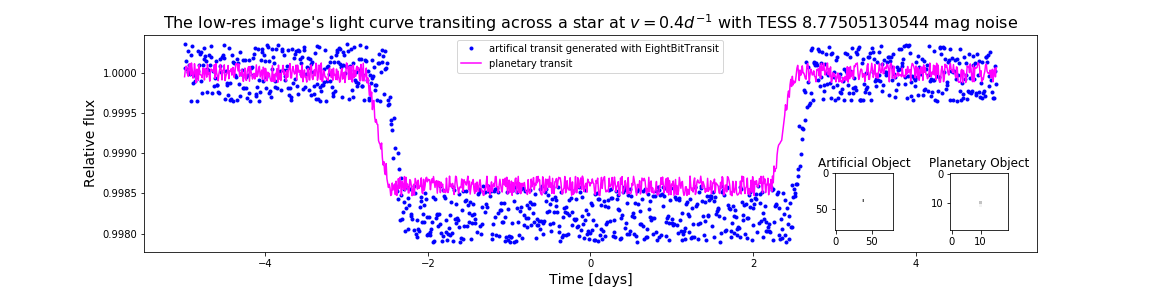 The low-res image's light curve transiting across a star at v = 0.4d⁻¹ with TESS 8.77505130544 mag noise
artifical transit generated with EightBitTransit
planetary transit
Relative flux
1.0000
0.9995
0.9990
0.9985
0.9980
Artificial Object
0
50
0
50
Planetary Object
0
10
0
10
−4
−2
0
2
4
Time [days]